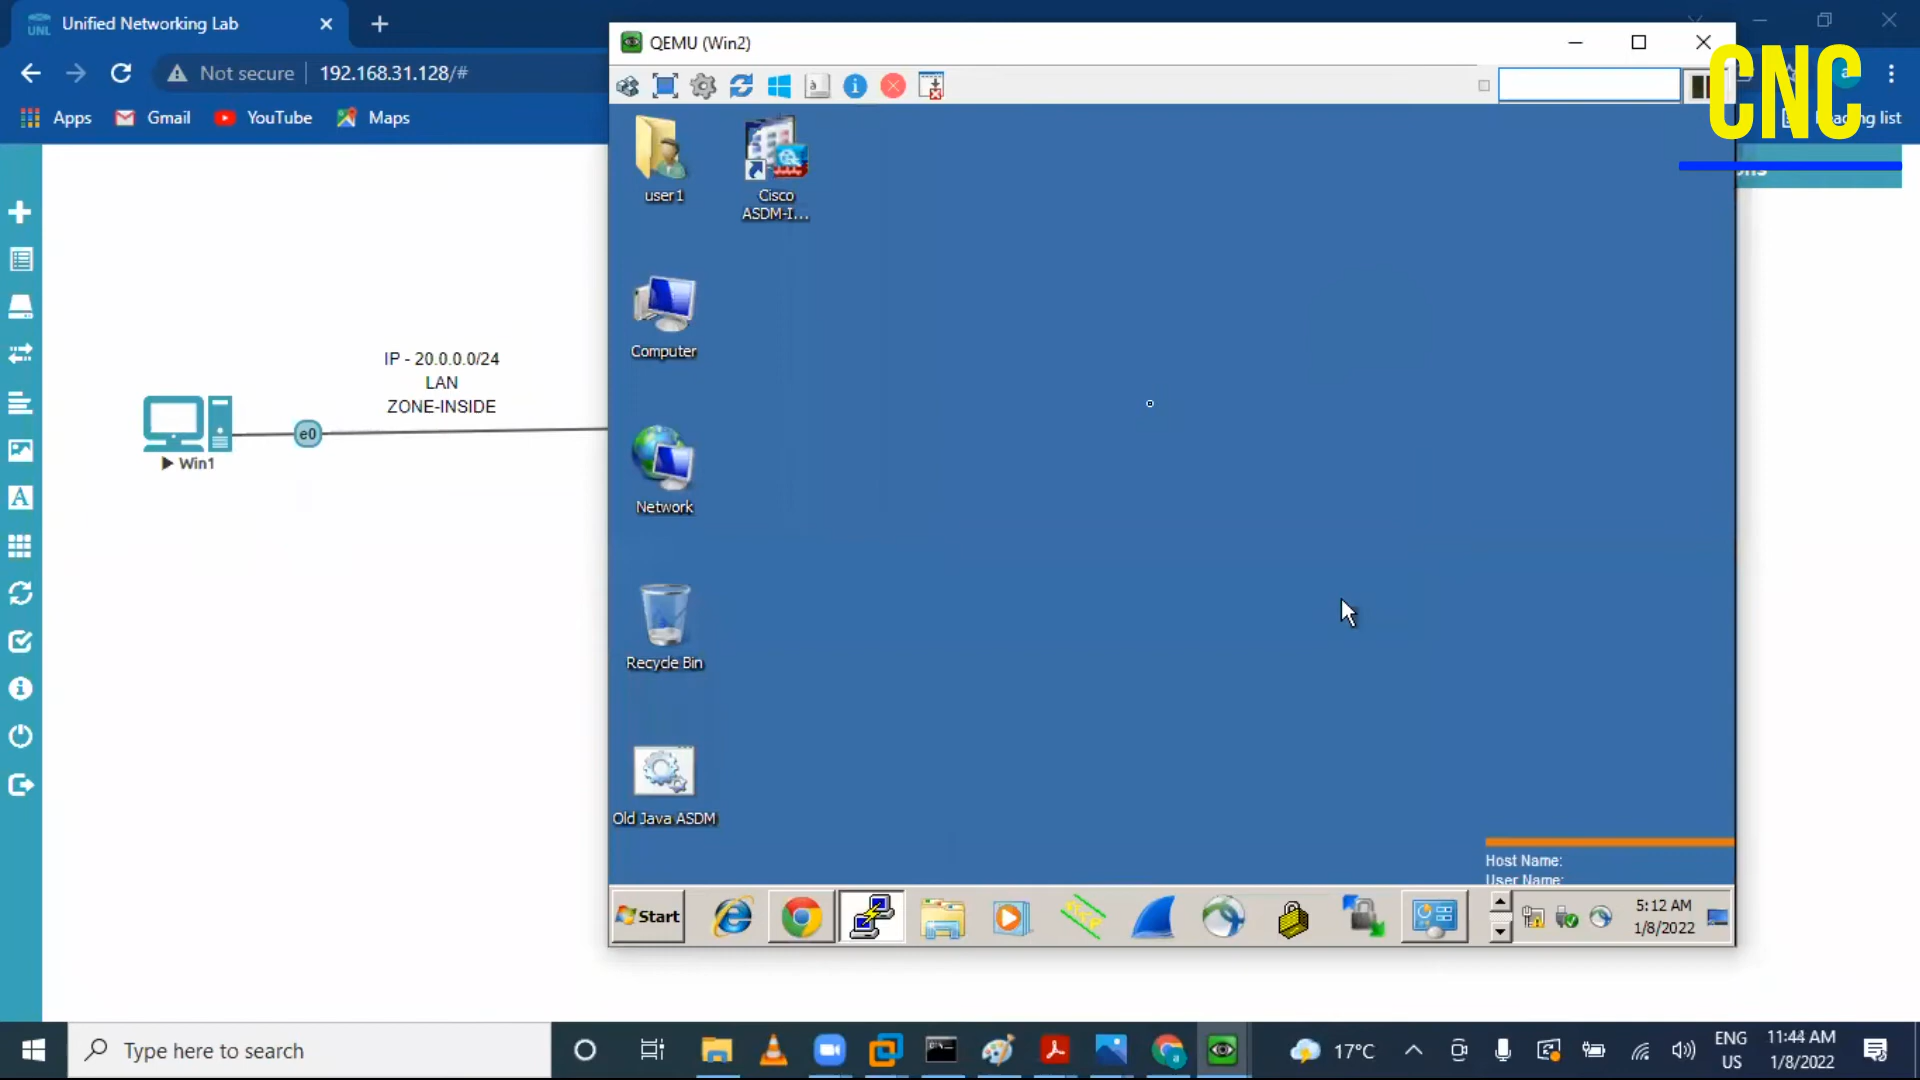 UNL
Unified Networking Lab
QEMU (Win2)
Not secure
192.168.31.128/#
CNC
Apps
Gmail
YouTube
Maps
user1
Cisco
ASDM-I...
Computer
IP - 20.0.0.0/24
LAN
ZONE-INSIDE
e0
Win1
Network
Recycle Bin
Old Java ASDM
Host Name:
User Name:
Start
5:12 AM
1/8/2022
Type here to search
17°C
ENG
US
11:44 AM
1/8/2022